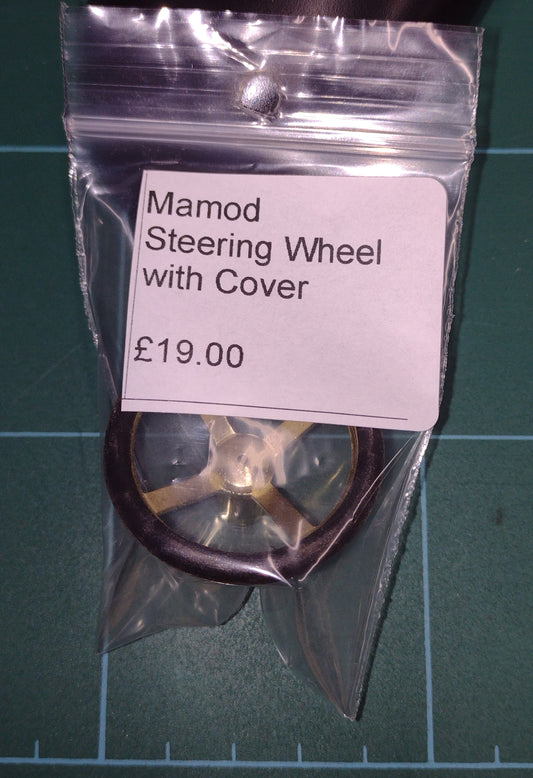 Mamod
Steering Wheel
with Cover
£19.00